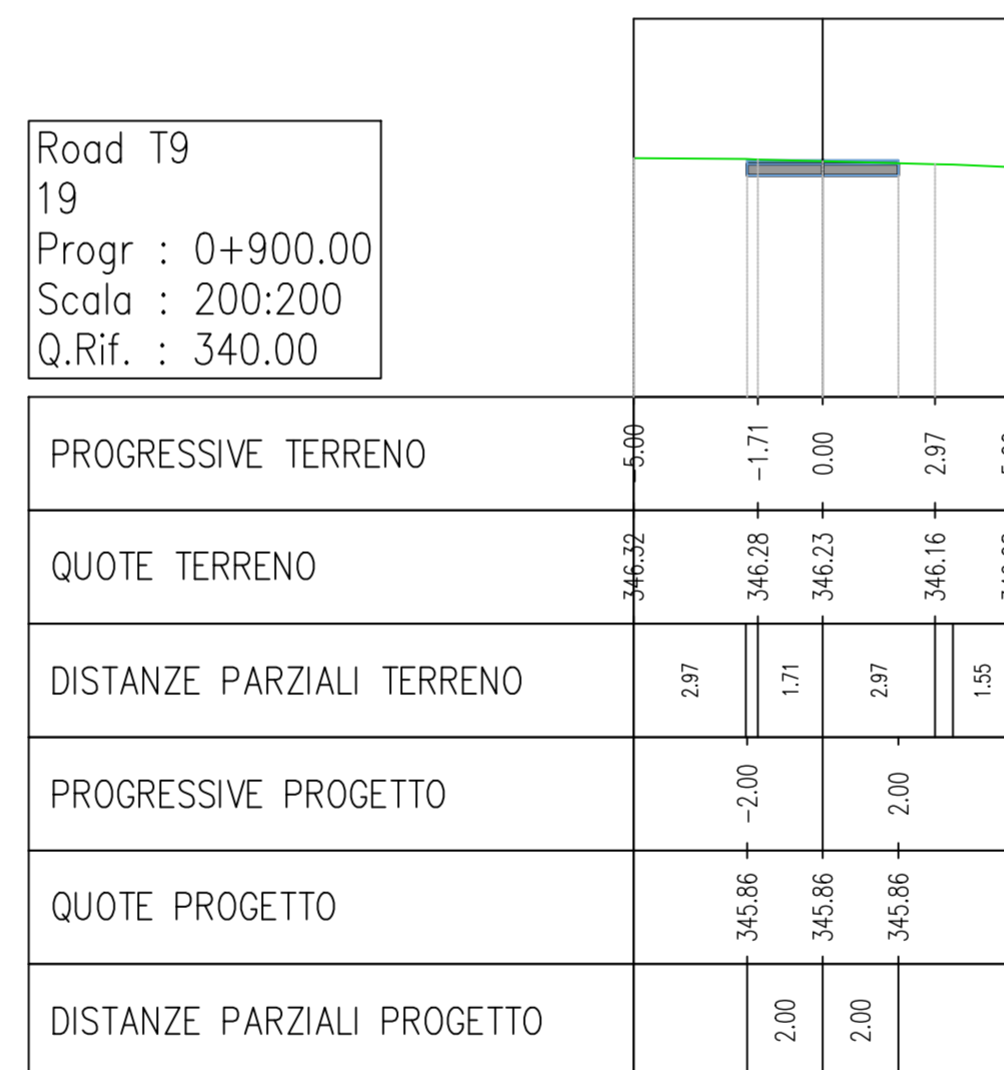 Road T9
19
Progr : 0+900.00
Scala : 200:200
Q.Rif. : 340.00
PROGRESSIVE TERRENO -5.00 -1.71 0.00 2.97
QUOTE TERRENO 346.32 346.28 346.23 346.16
DISTANZE PARZIALI TERRENO 2.97 1.71 2.97 1.55
PROGRESSIVE PROGETTO -2.00 2.00
QUOTE PROGETTO 345.86 345.86 345.86
DISTANZE PARZIALI PROGETTO 2.00 2.00